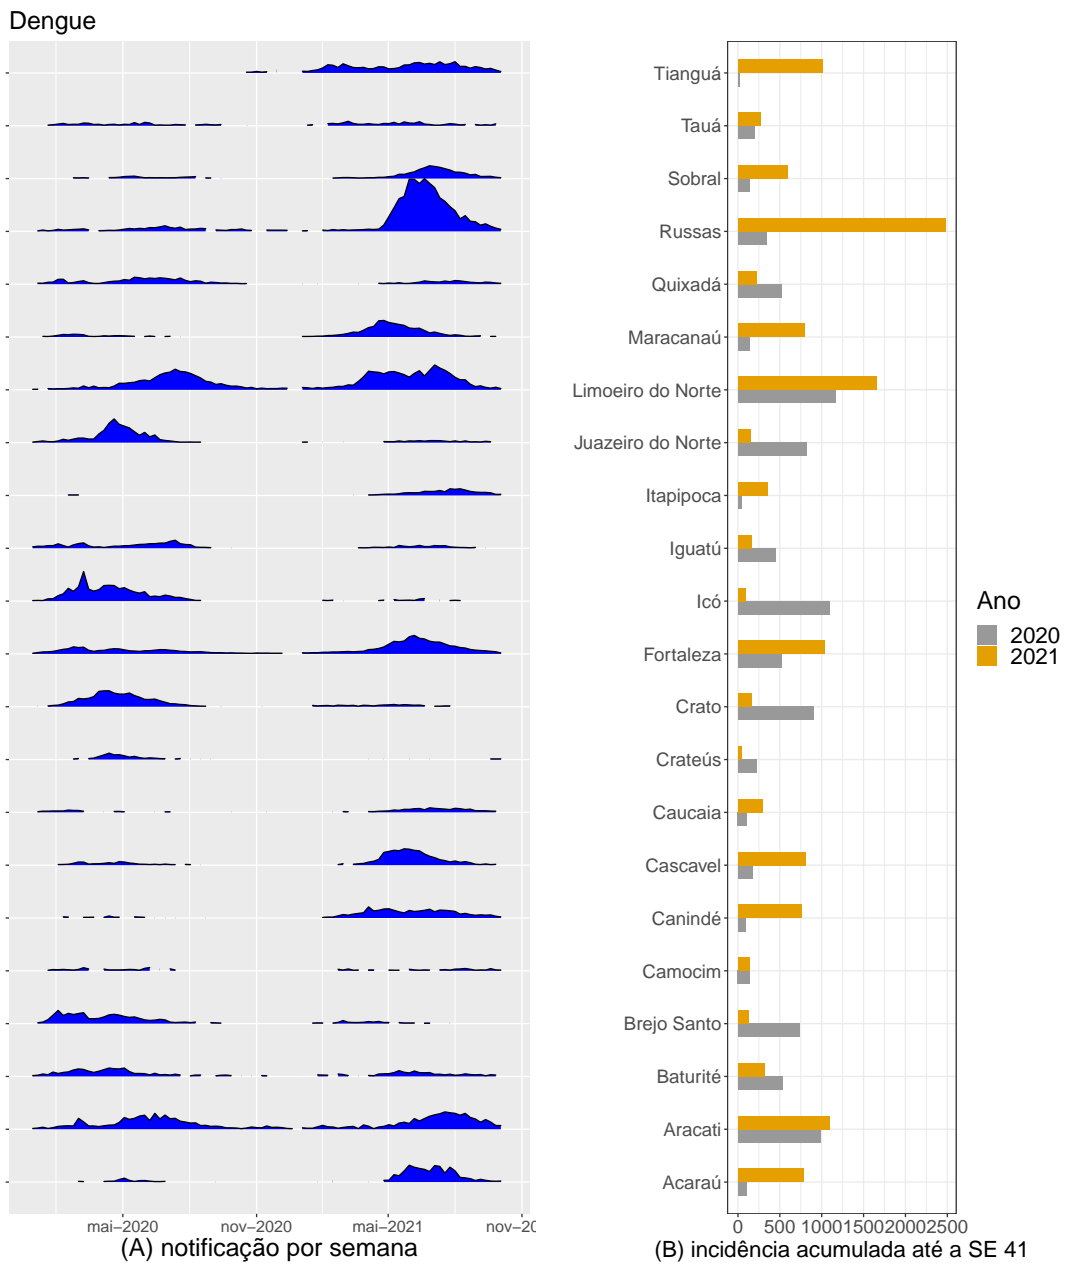 Dengue
Tianguá
Tauá
Sobral
Russas
Quixadá
Maracanaú
Limoeiro do Norte
Juazeiro do Norte
Itapipoca
Iguatú
Icó
Fortaleza
Crato
Crateús
Caucaia
Cascavel
Canindé
Camocim
Brejo Santo
Baturité
Aracati
Acaraú
Ano
2020
2021
mai−2020 nov−2020 mai−2021 nov−20
0 500 1000 1500 2000 2500
(A) notificação por semana
(B) incidência acumulada até a SE 41